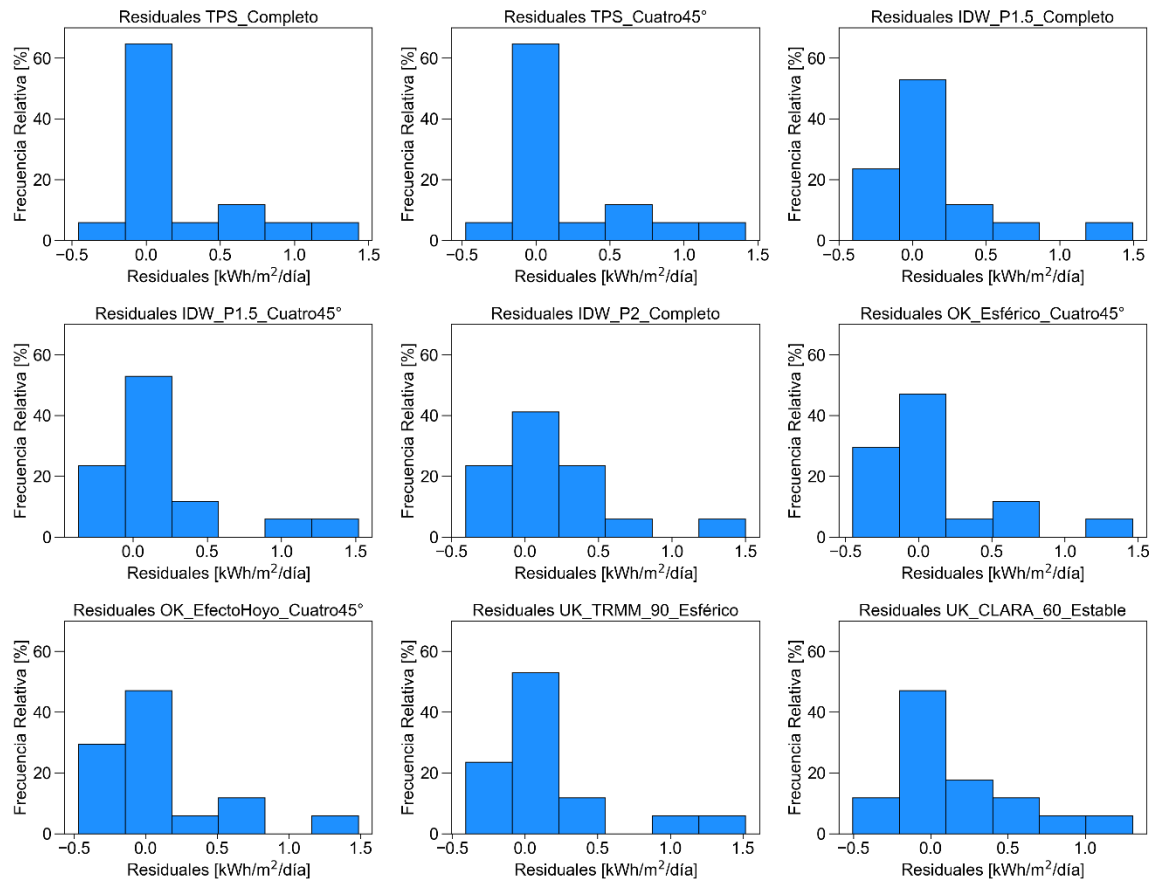 Residuales TPS_Completo
Frecuencia Relativa [%]
60
40
20
0
−0.5 0.0 0.5 1.0 1.5
Residuales [kWh/m²/día]
Residuales TPS_Cuatro45°
Frecuencia Relativa [%]
60
40
20
0
−0.5 0.0 0.5 1.0 1.5
Residuales [kWh/m²/día]
Residuales IDW_P1.5_Completo
Frecuencia Relativa [%]
60
40
20
0
0.0 0.5 1.0 1.5
Residuales [kWh/m²/día]
Residuales IDW_P1.5_Cuatro45°
Frecuencia Relativa [%]
60
40
20
0
0.0 0.5 1.0 1.5
Residuales [kWh/m²/día]
Residuales IDW_P2_Completo
Frecuencia Relativa [%]
60
40
20
0
−0.5 0.0 0.5 1.0 1.5
Residuales [kWh/m²/día]
Residuales OK_Esférico_Cuatro45°
Frecuencia Relativa [%]
60
40
20
0
−0.5 0.0 0.5 1.0 1.5
Residuales [kWh/m²/día]
Residuales OK_EfectoHoyo_Cuatro45°
Frecuencia Relativa [%]
60
40
20
0
−0.5 0.0 0.5 1.0 1.5
Residuales [kWh/m²/día]
Residuales UK_TRMM_90_Esférico
Frecuencia Relativa [%]
60
40
20
0
−0.5 0.0 0.5 1.0 1.5
Residuales [kWh/m²/día]
Residuales UK_CLARA_60_Estable
Frecuencia Relativa [%]
60
40
20
0
−0.5 0.0 0.5 1.0
Residuales [kWh/m²/día]